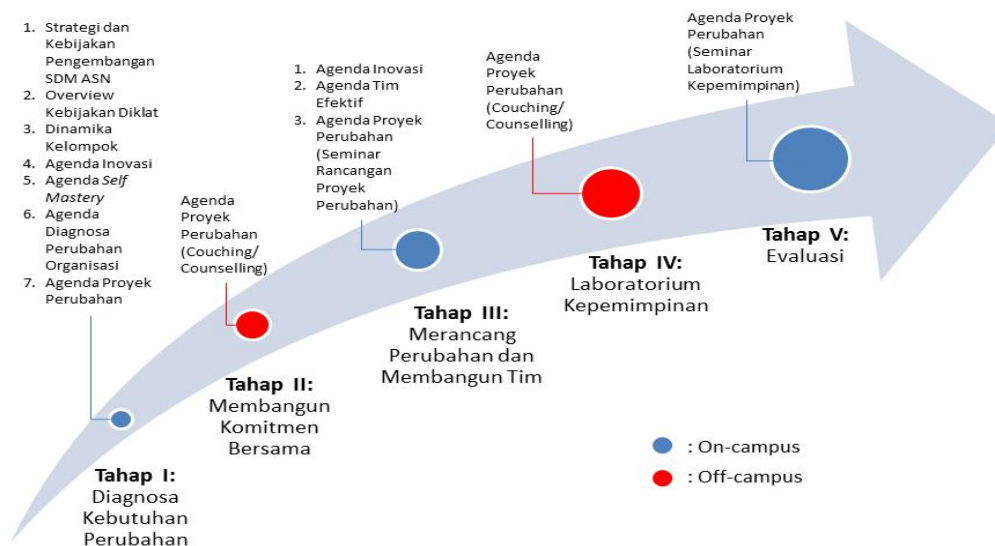 1. Strategi dan
Kebijakan
Pengembangan
SDM ASN
2. Overview
Kebijakan Diklat
3. Dinamika
Kelompok
4. Agenda Inovasi
5. Agenda Self
Mastery
6. Agenda
Diagnosa
Perubahan
Organisasi
7. Agenda Proyek
Perubahan
Tahap I:
Diagnosa
Kebutuhan
Perubahan
Agenda
Proyek
Perubahan
(Couching/
Counselling)
Tahap II:
Membangun
Komitmen
Bersama
1. Agenda Inovasi
2. Agenda Tim
Efektif
3. Agenda Proyek
Perubahan
(Seminar
Rancangan
Proyek
Perubahan)
Tahap III:
Merancang
Perubahan dan
Membangun Tim
Agenda
Proyek
Perubahan
(Couching/
Counselling)
Tahap IV:
Laboratorium
Kepemimpinan
Agenda Proyek
Perubahan
(Seminar
Laboratorium
Kepemimpinan)
Tahap V:
Evaluasi
: On-campus
: Off-campus